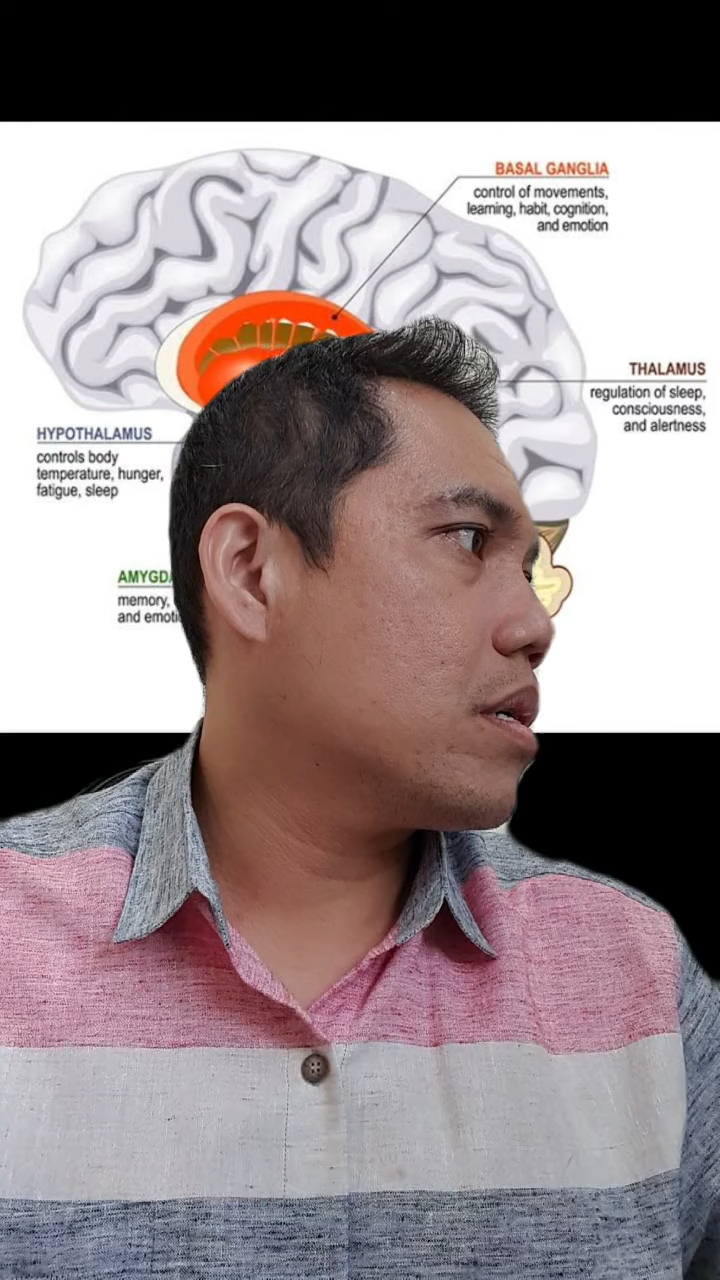 BASAL GANGLIA
control of movements,
learning, habit, cognition,
and emotion
THALAMUS
regulation of sleep,
consciousness,
and alertness
HYPOTHALAMUS
controls body
temperature, hunger,
fatigue, sleep
memory,
and